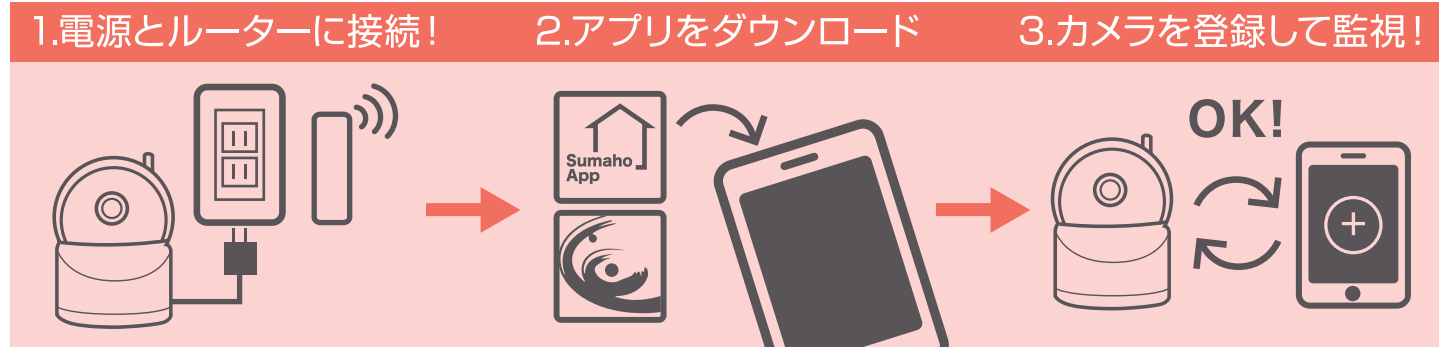 1.電源とルーターに接続!
2.アプリをダウンロード
3.カメラを登録して監視!
Sumaho
App
OK!